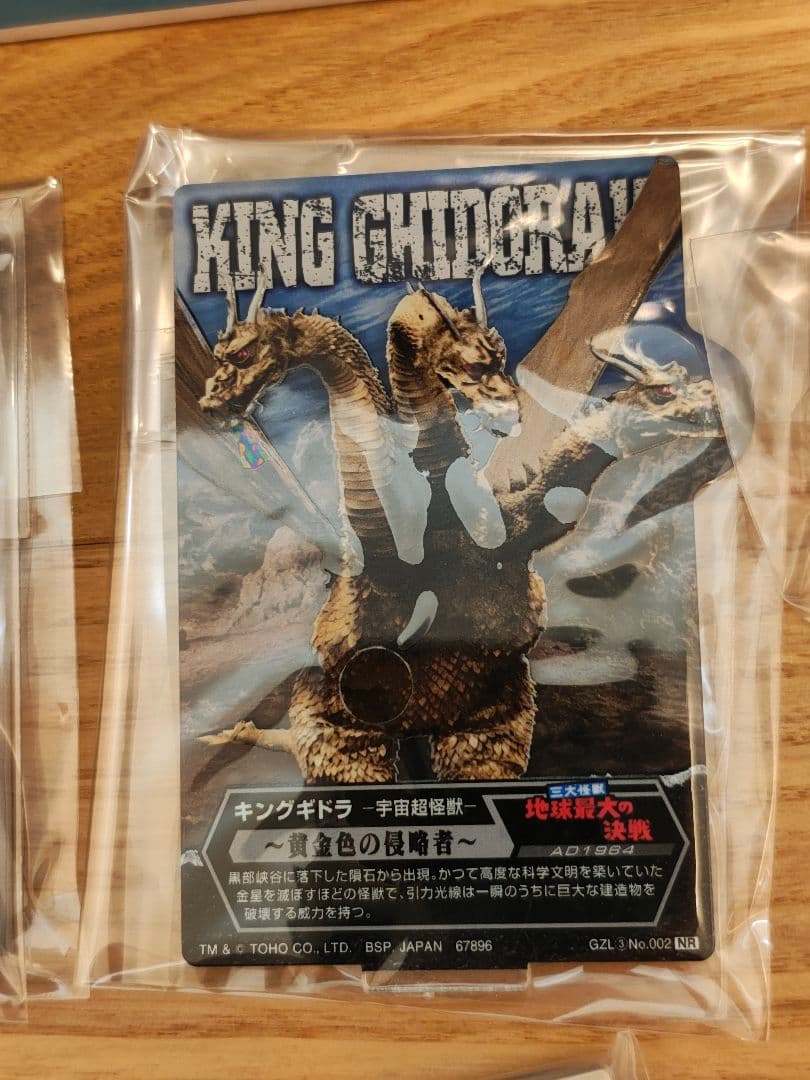 KING GHIDORAH
キングギドラ －宇宙超怪獣－
～黄金色の侵略者～
三大怪獣
地球最大の
決戦
AD1964
黒部峡谷に落下した隕石から出現。かつて高度な科学文明を築いていた
金星を滅ぼすほどの怪獣で、引力光線は一瞬のうちに巨大な建造物を
破壊する威力を持つ。
TM & © TOHO CO., LTD. BSP, JAPAN 67896
GZL③No.002 NR